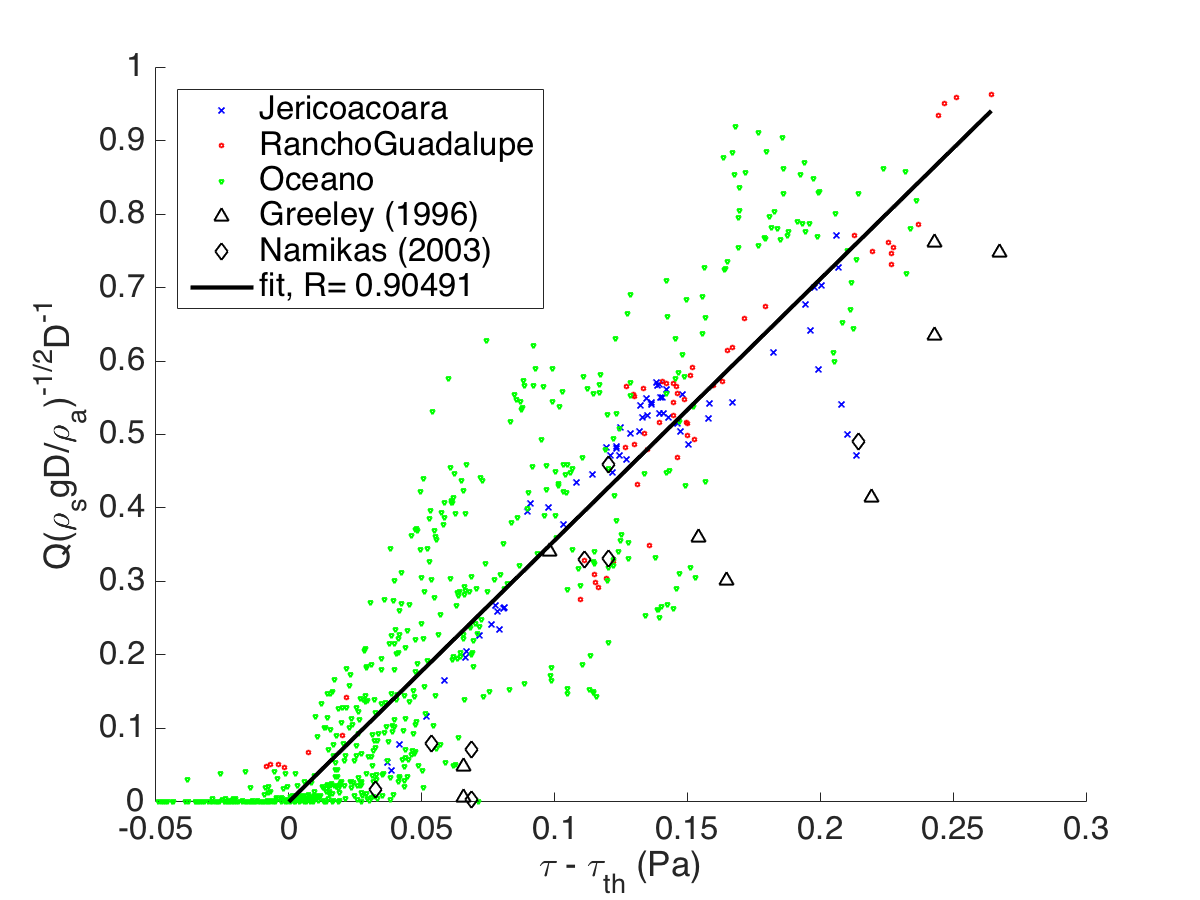 1
0.9
0.8
0.7
0.6
0.5
0.4
0.3
0.2
0.1
0
Q(ρsgD/ρa)-1/2D-1
Jericoacoara
RanchoGuadalupe
Oceano
Greeley (1996)
Namikas (2003)
fit, R= 0.90491
-0.05 0 0.05 0.1 0.15 0.2 0.25 0.3
τ - τth (Pa)